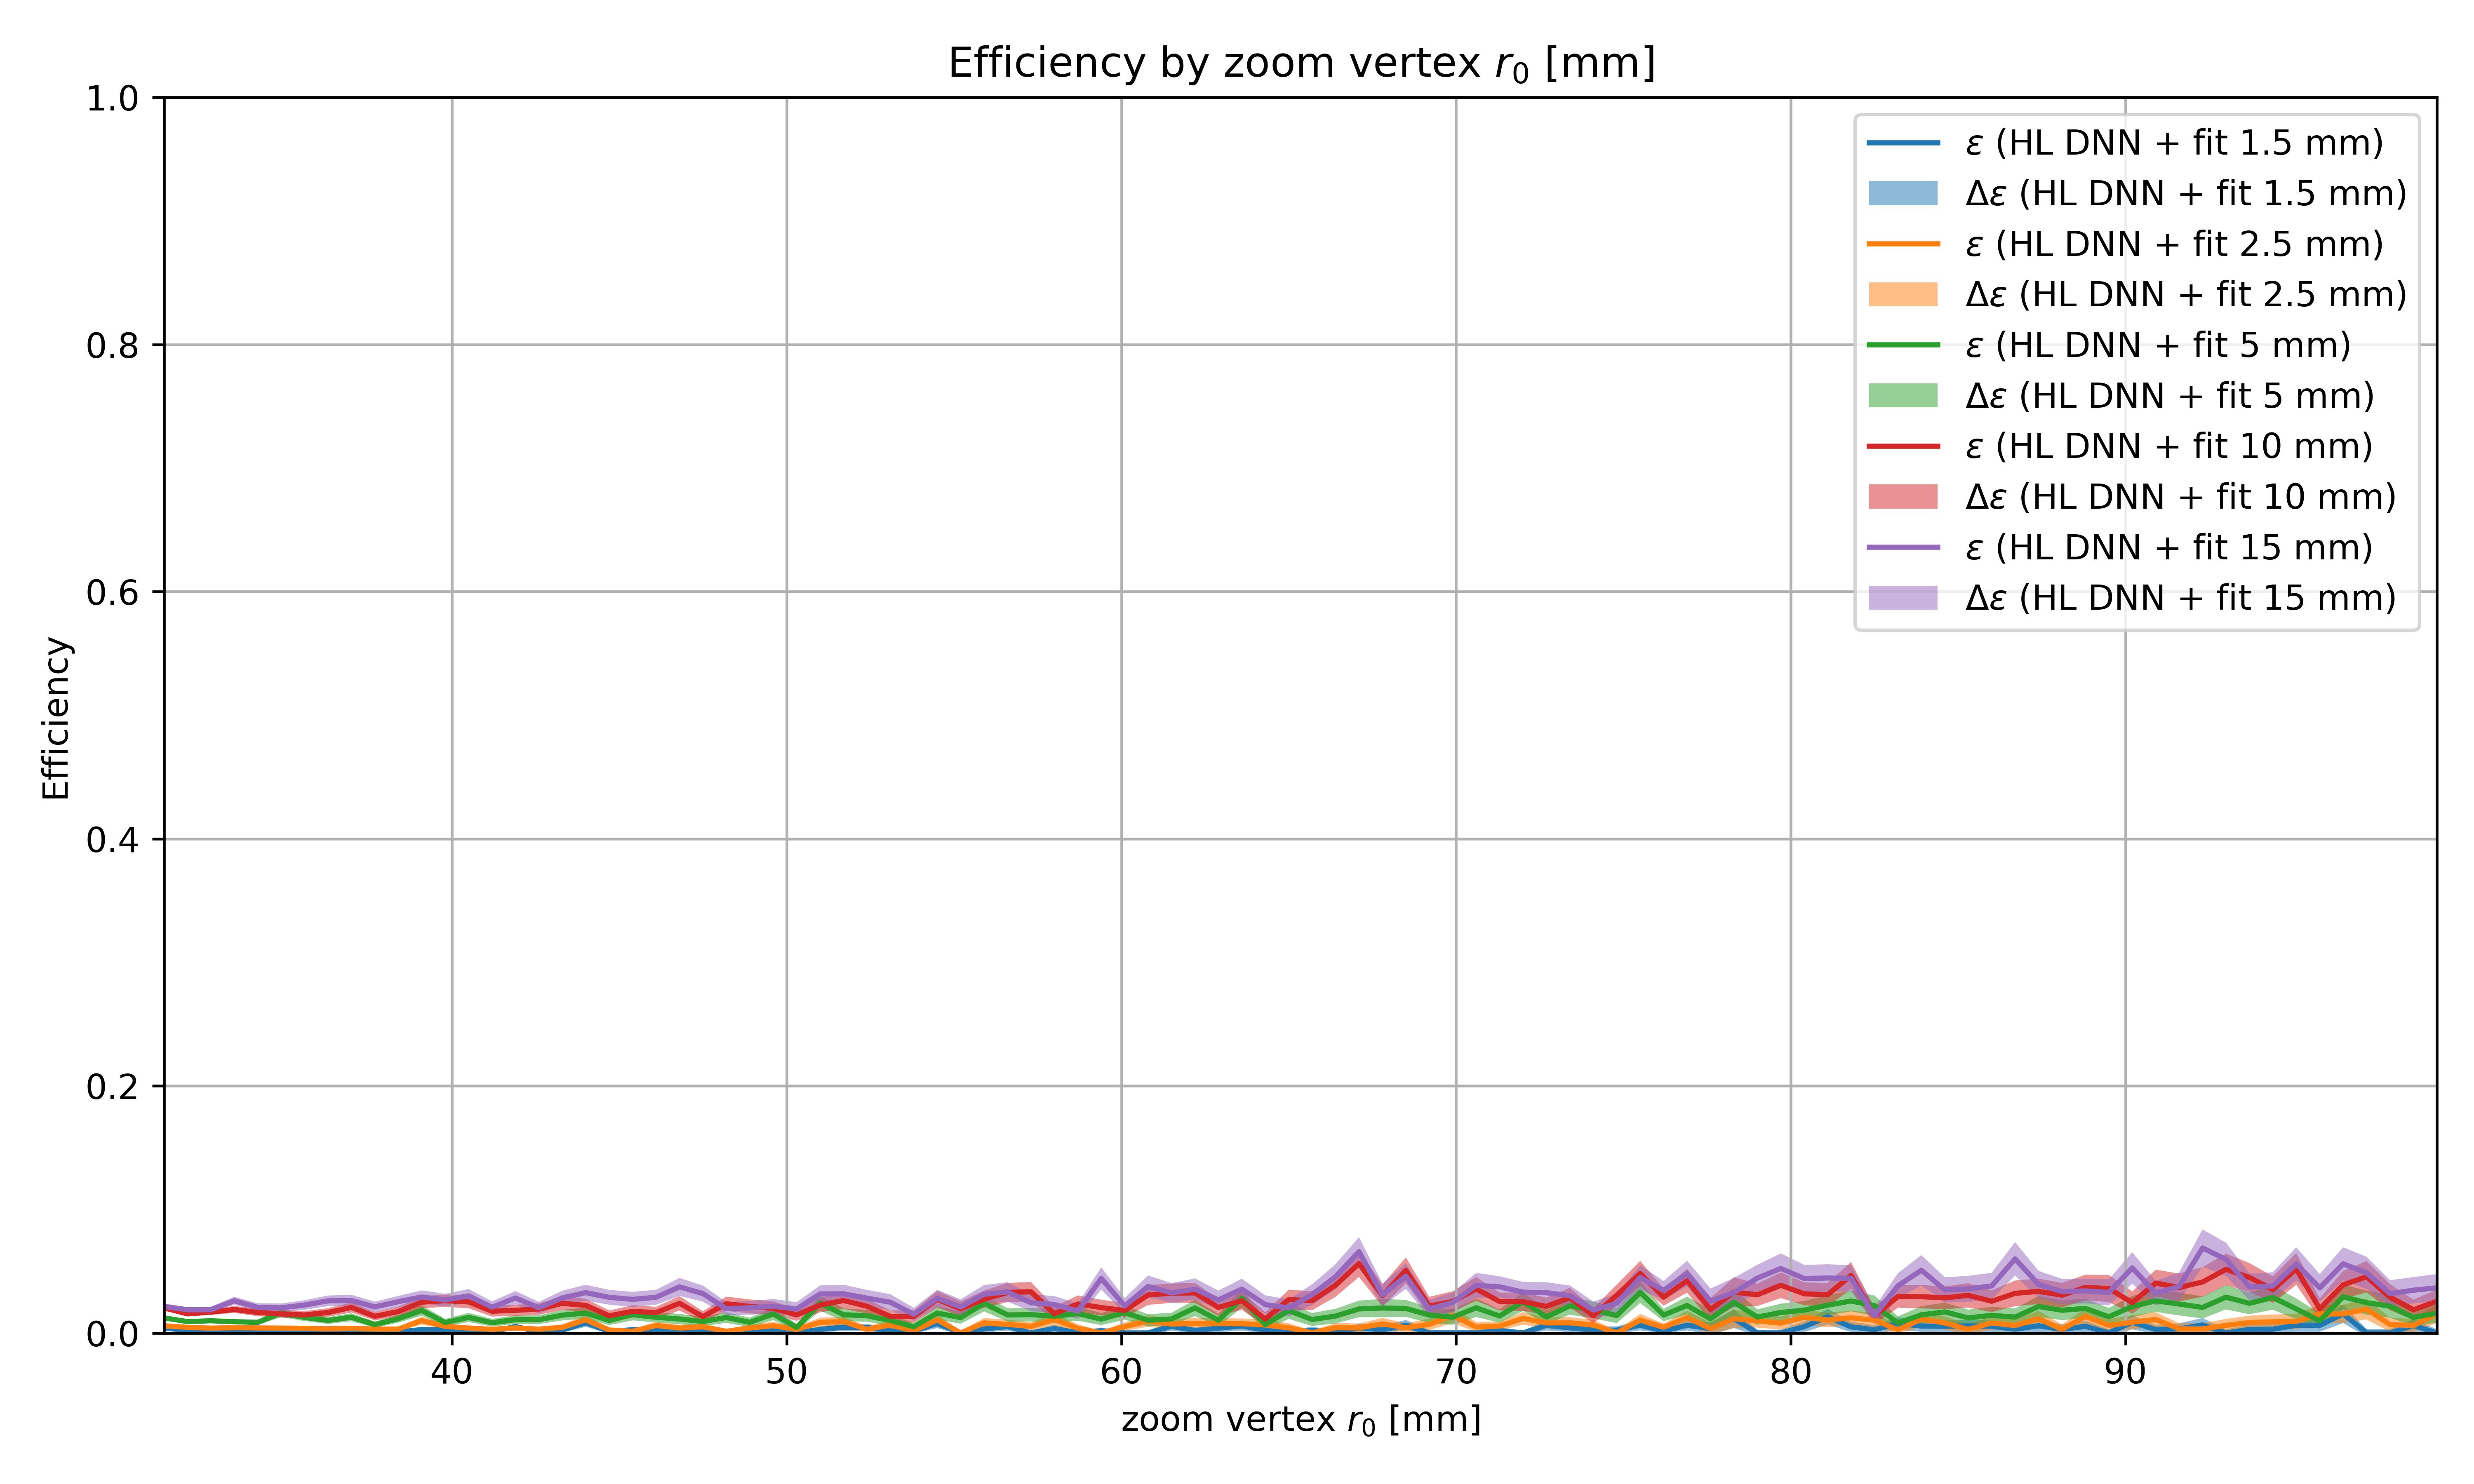 Efficiency by zoom vertex r₀ [mm]
1.0
0.8
0.6
0.4
0.2
0.0
Efficiency
ε (HL DNN + fit 1.5 mm)
Δε (HL DNN + fit 1.5 mm)
ε (HL DNN + fit 2.5 mm)
Δε (HL DNN + fit 2.5 mm)
ε (HL DNN + fit 5 mm)
Δε (HL DNN + fit 5 mm)
ε (HL DNN + fit 10 mm)
Δε (HL DNN + fit 10 mm)
ε (HL DNN + fit 15 mm)
Δε (HL DNN + fit 15 mm)
40 50 60 70 80 90
zoom vertex r₀ [mm]